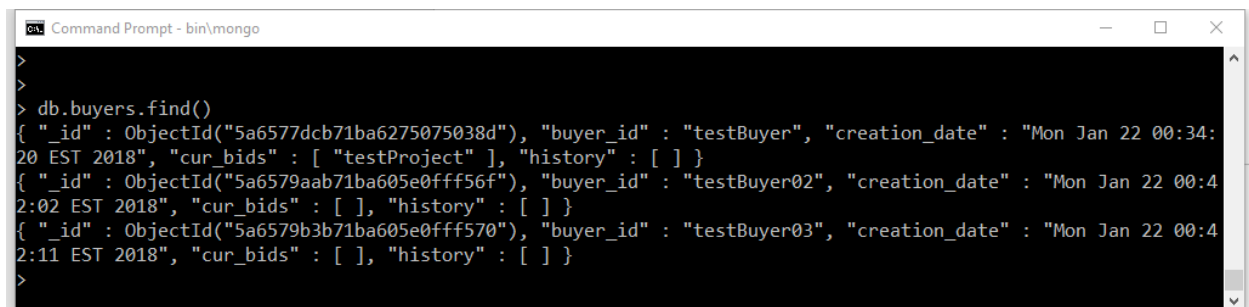 Command Prompt - bin\mongo
>
>
> db.buyers.find()
{ "_id" : ObjectId("5a6577dcb71ba6275075038d"), "buyer_id" : "testBuyer", "creation_date" : "Mon Jan 22 00:34:
20 EST 2018", "cur_bids" : [ "testProject" ], "history" : [ ] }
{ "_id" : ObjectId("5a6579aab71ba605e0fff56f"), "buyer_id" : "testBuyer02", "creation_date" : "Mon Jan 22 00:4
2:02 EST 2018", "cur_bids" : [ ], "history" : [ ] }
{ "_id" : ObjectId("5a6579b3b71ba605e0fff570"), "buyer_id" : "testBuyer03", "creation_date" : "Mon Jan 22 00:4
2:11 EST 2018", "cur_bids" : [ ], "history" : [ ] }
>